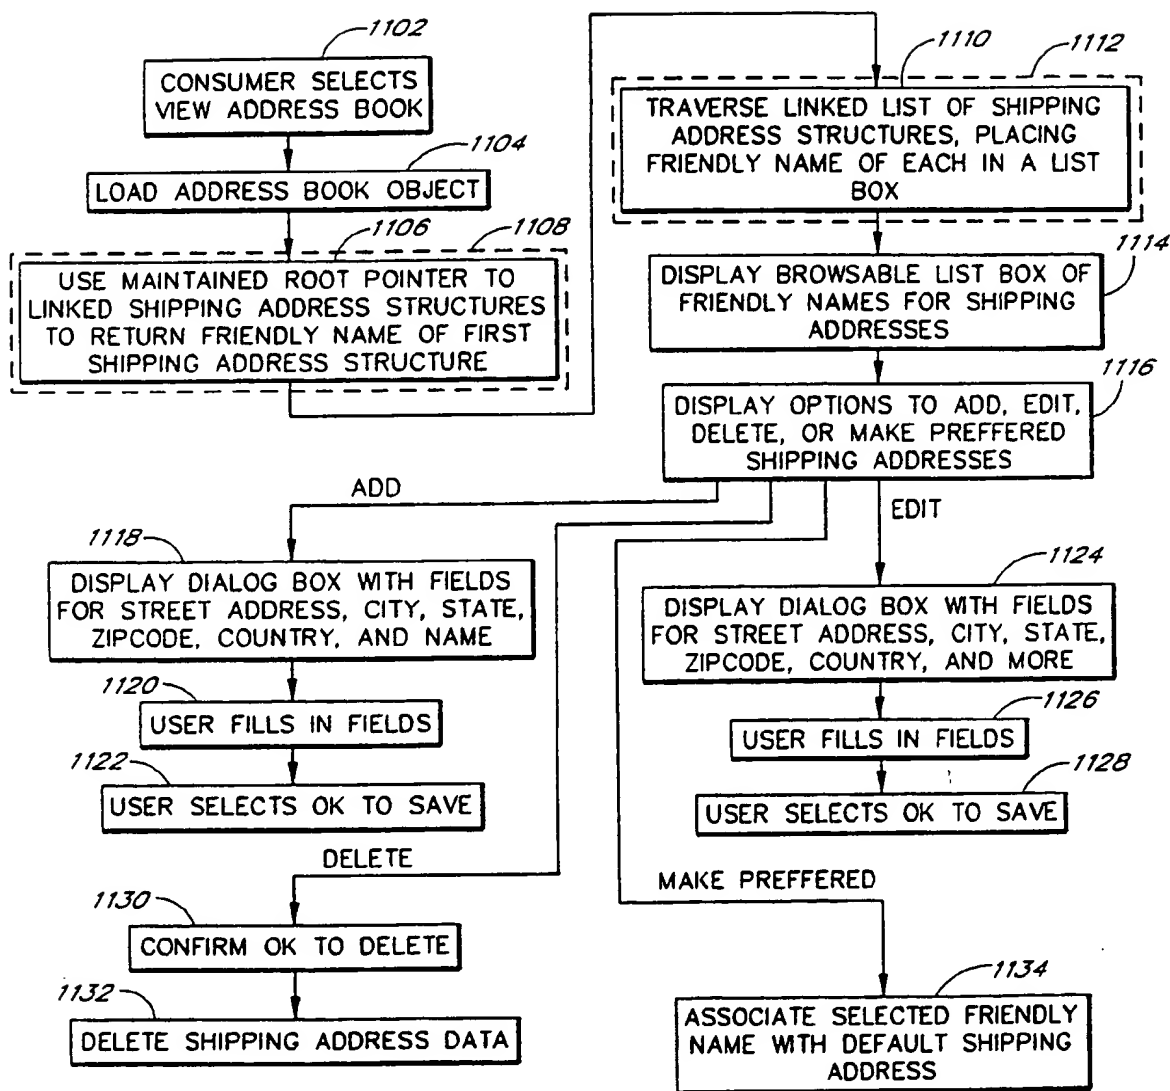 1102
CONSUMER SELECTS
VIEW ADDRESS BOOK
1104
LOAD ADDRESS BOOK OBJECT
1106
1108
USE MAINTAINED ROOT POINTER TO
LINKED SHIPPING ADDRESS STRUCTURES
TO RETURN FRIENDLY NAME OF FIRST
SHIPPING ADDRESS STRUCTURE
1110
1112
TRAVERSE LINKED LIST OF SHIPPING
ADDRESS STRUCTURES, PLACING
FRIENDLY NAME OF EACH IN A LIST
BOX
1114
DISPLAY BROWSABLE LIST BOX OF
FRIENDLY NAMES FOR SHIPPING
ADDRESSES
1116
DISPLAY OPTIONS TO ADD, EDIT,
DELETE, OR MAKE PREFFERED
SHIPPING ADDRESSES
ADD
EDIT
1118
DISPLAY DIALOG BOX WITH FIELDS
FOR STREET ADDRESS, CITY, STATE,
ZIPCODE, COUNTRY, AND NAME
1120
USER FILLS IN FIELDS
1122
USER SELECTS OK TO SAVE
1124
DISPLAY DIALOG BOX WITH FIELDS
FOR STREET ADDRESS, CITY, STATE,
ZIPCODE, COUNTRY, AND MORE
1126
USER FILLS IN FIELDS
1128
USER SELECTS OK TO SAVE
DELETE
1130
CONFIRM OK TO DELETE
1132
DELETE SHIPPING ADDRESS DATA
MAKE PREFFERED
1134
ASSOCIATE SELECTED FRIENDLY
NAME WITH DEFAULT SHIPPING
ADDRESS